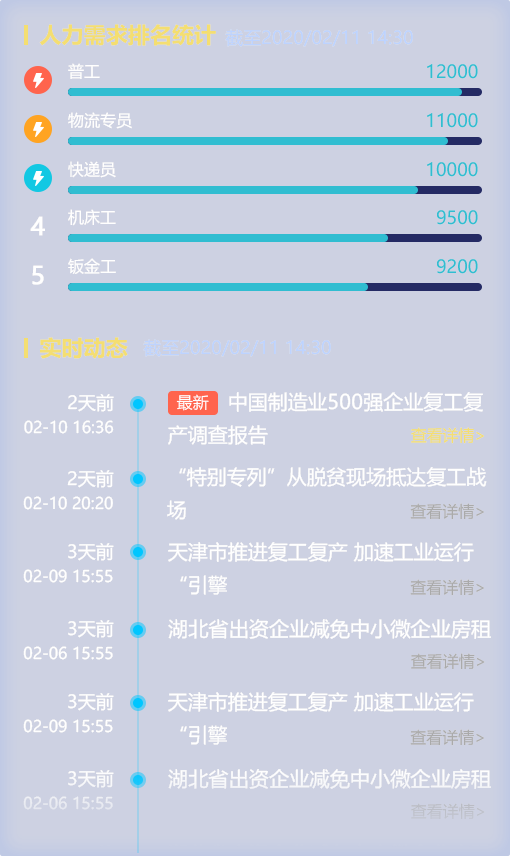 人力需求排名统计 截至2020/02/11 14:30
普工 12000
物流专员 11000
快递员 10000
4 机床工 9500
5 钣金工 9200
实时动态 截至2020/02/11 14:30
2天前 最新 中国制造业500强企业复工复
02-10 16:36 产调查报告 查看详情>
2天前 “特别专列”从脱贫现场抵达复工战
02-10 20:20 场 查看详情>
3天前 天津市推进复工复产 加速工业运行
02-09 15:55 “引擎 查看详情>
3天前 湖北省出资企业减免中小微企业房租
02-06 15:55 查看详情>
3天前 天津市推进复工复产 加速工业运行
02-09 15:55 “引擎 查看详情>
3天前 湖北省出资企业减免中小微企业房租
02-06 15:55 查看详情>